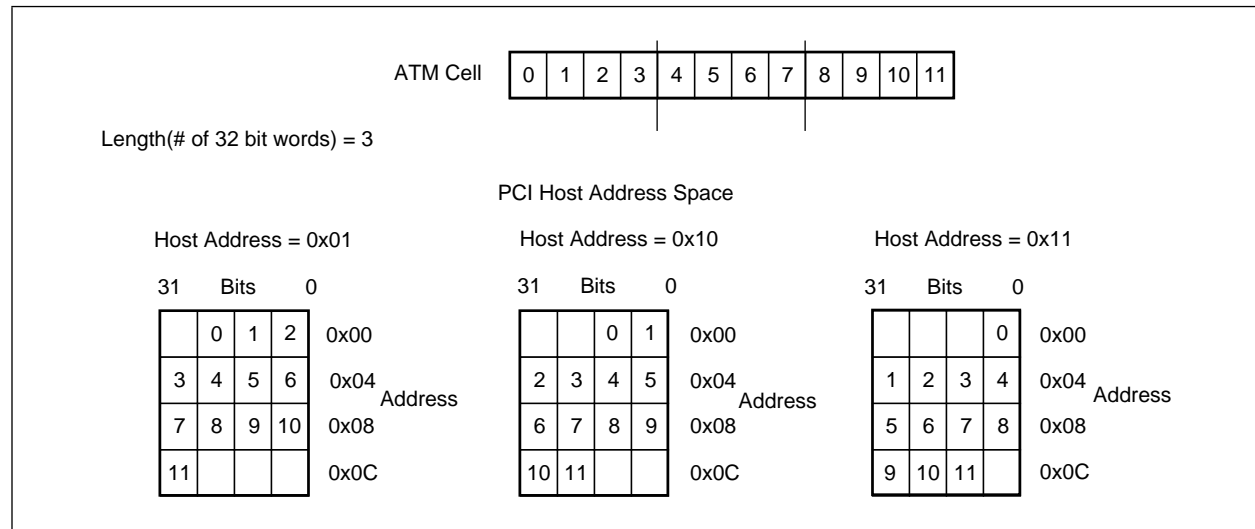 ATM Cell 0 1 2 3 4 5 6 7 8 9 10 11
Length(# of 32 bit words) = 3
PCI Host Address Space
Host Address = 0x01
31 Bits 0
0 1 2 0x00
3 4 5 6 0x04
Address
7 8 9 10 0x08
11 0x0C
Host Address = 0x10
31 Bits 0
0 1 0x00
2 3 4 5 0x04
Address
6 7 8 9 0x08
10 11 0x0C
Host Address = 0x11
31 Bits 0
0 0x00
1 2 3 4 0x04
Address
5 6 7 8 0x08
9 10 11 0x0C